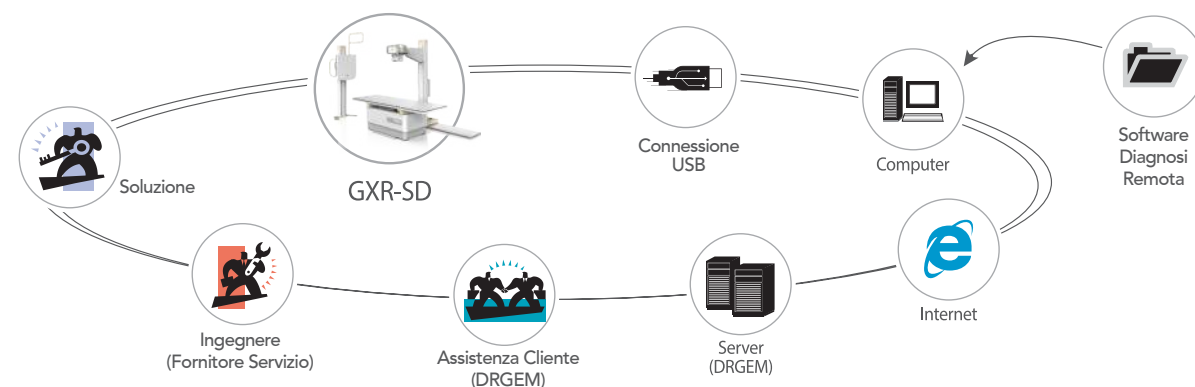 Soluzione
GXR-SD
Connessione
USB
Computer
Software
Diagnosi
Remota
Internet
Server
(DRGEM)
Assistenza Cliente
(DRGEM)
Ingegnere
(Fornitore Servizio)